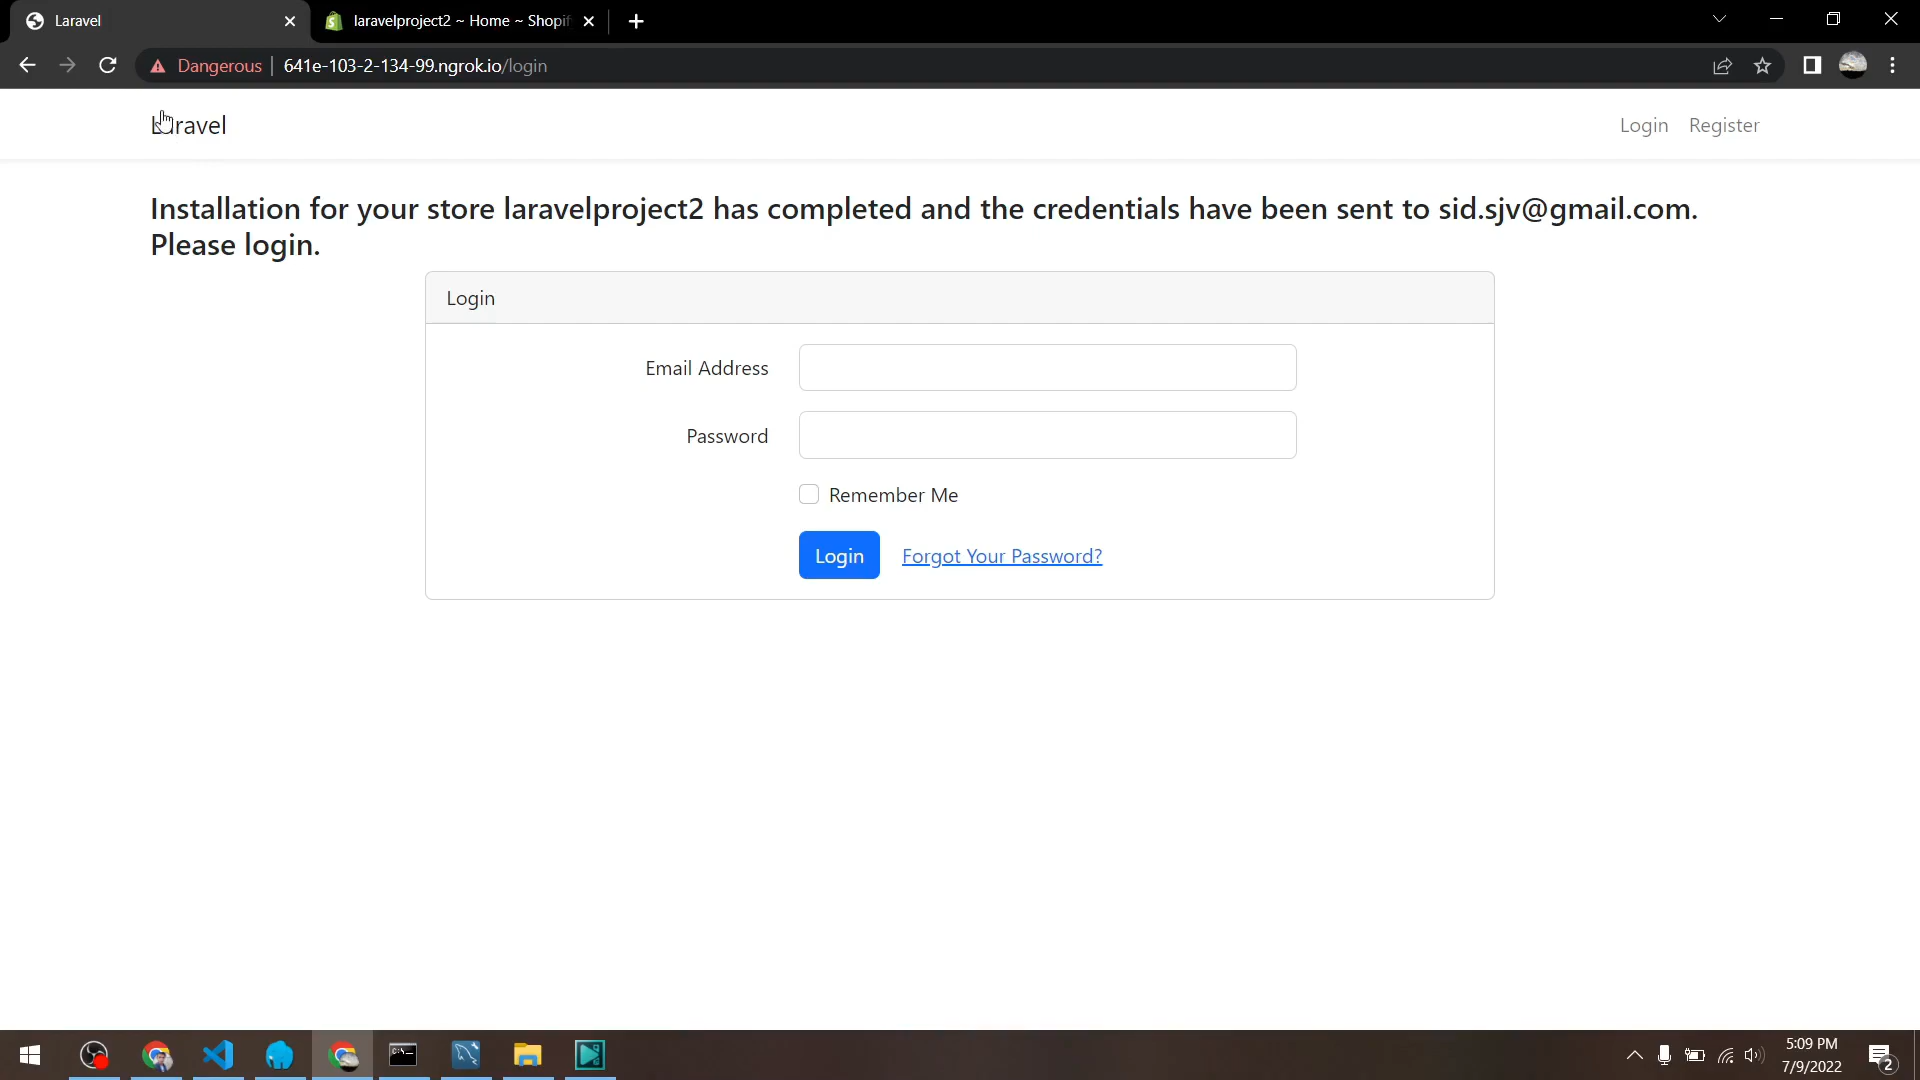 Laravel
laravelproject2 ~ Home ~ Shopif
Dangerous | 641e-103-2-134-99.ngrok.io/login
Laravel
Login Register
Installation for your store laravelproject2 has completed and the credentials have been sent to sid.sjv@gmail.com.
Please login.
Login
Email Address
Password
Remember Me
Login Forgot Your Password?
5:09 PM
7/9/2022
2